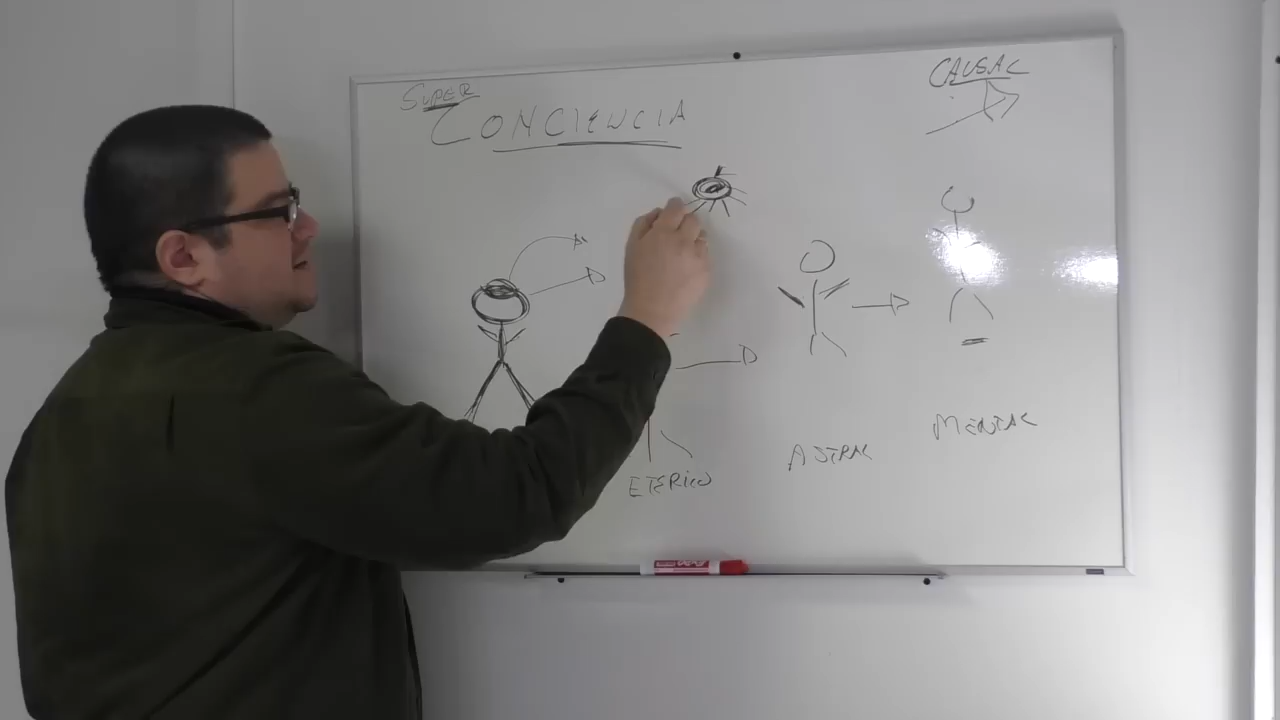 SUPER
CONCIENCIA
CAUSAL
ETERICO
ASTRAL
MENTAL